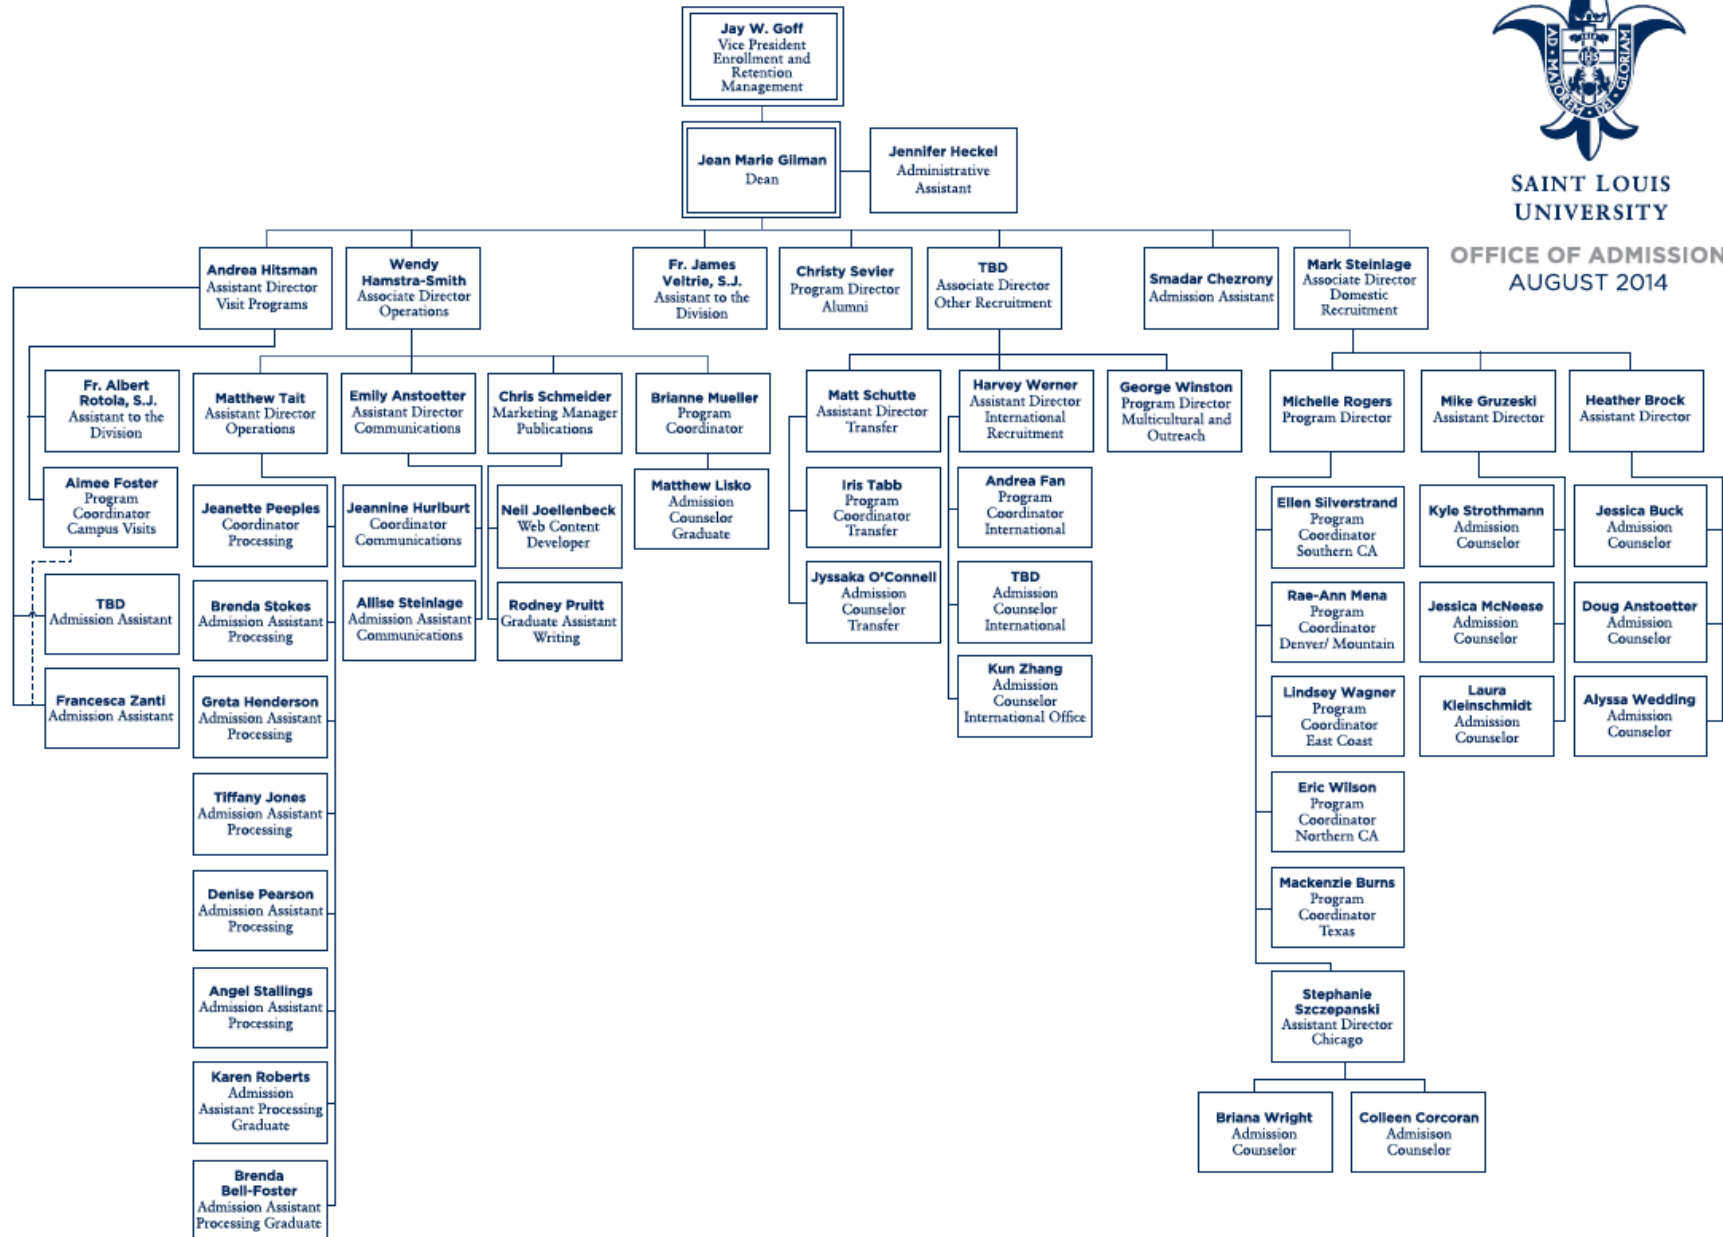 Jay W. Goff
Vice President
Enrollment and
Retention
Management
Jean Marie Gilman
Dean
Jennifer Heckel
Administrative
Assistant
AD MAJOREM DEI GLORIAM
IHS
SAINT LOUIS
UNIVERSITY
OFFICE OF ADMISSION
AUGUST 2014
Andrea Hitsman
Assistant Director
Visit Programs
Wendy
Hamstra-Smith
Associate Director
Operations
Fr. James
Veltrie, S.J.
Assistant to the
Division
Christy Sevier
Program Director
Alumni
TBD
Associate Director
Other Recruitment
Smadar Chezrony
Admission Assistant
Mark Steinlage
Associate Director
Domestic
Recruitment
Fr. Albert
Rotola, S.J.
Assistant to the
Division
Matthew Tait
Assistant Director
Operations
Emily Anstoetter
Assistant Director
Communications
Chris Schmeider
Marketing Manager
Publications
Brianne Mueller
Program
Coordinator
Matt Schutte
Assistant Director
Transfer
Harvey Werner
Assistant Director
International
Recruitment
George Winston
Program Director
Multicultural and
Outreach
Michelle Rogers
Program Director
Mike Gruzeski
Assistant Director
Heather Brock
Assistant Director
Aimee Foster
Program
Coordinator
Campus Visits
Jeanette Peeples
Coordinator
Processing
Jeannine Hurlburt
Coordinator
Communications
Neil Joellenbeck
Web Content
Developer
Matthew Lisko
Admission
Counselor
Graduate
Iris Tabb
Program
Coordinator
Transfer
Andrea Fan
Program
Coordinator
International
Ellen Silverstrand
Program
Coordinator
Southern CA
Kyle Strothmann
Admission
Counselor
Jessica Buck
Admission
Counselor
TBD
Admission Assistant
Brenda Stokes
Admission Assistant
Processing
Allise Steinlage
Admission Assistant
Communications
Rodney Pruitt
Graduate Assistant
Writing
Jyssaka O'Connell
Admission
Counselor
Transfer
TBD
Admission
Counselor
International
Rae-Ann Mena
Program
Coordinator
Denver/ Mountain
Jessica McNeese
Admission
Counselor
Doug Anstoetter
Admission
Counselor
Francesca Zanti
Admission Assistant
Greta Henderson
Admission Assistant
Processing
Kun Zhang
Admission
Counselor
International Office
Lindsey Wagner
Program
Coordinator
East Coast
Laura
Kleinschmidt
Admission
Counselor
Alyssa Wedding
Admission
Counselor
Tiffany Jones
Admission Assistant
Processing
Eric Wilson
Program
Coordinator
Northern CA
Denise Pearson
Admission Assistant
Processing
Mackenzie Burns
Program
Coordinator
Texas
Angel Stallings
Admission Assistant
Processing
Stephanie
Szczepanski
Assistant Director
Chicago
Karen Roberts
Admission
Assistant Processing
Graduate
Briana Wright
Admission
Counselor
Colleen Corcoran
Admisison
Counselor
Brenda
Bell-Foster
Admission Assistant
Processing Graduate